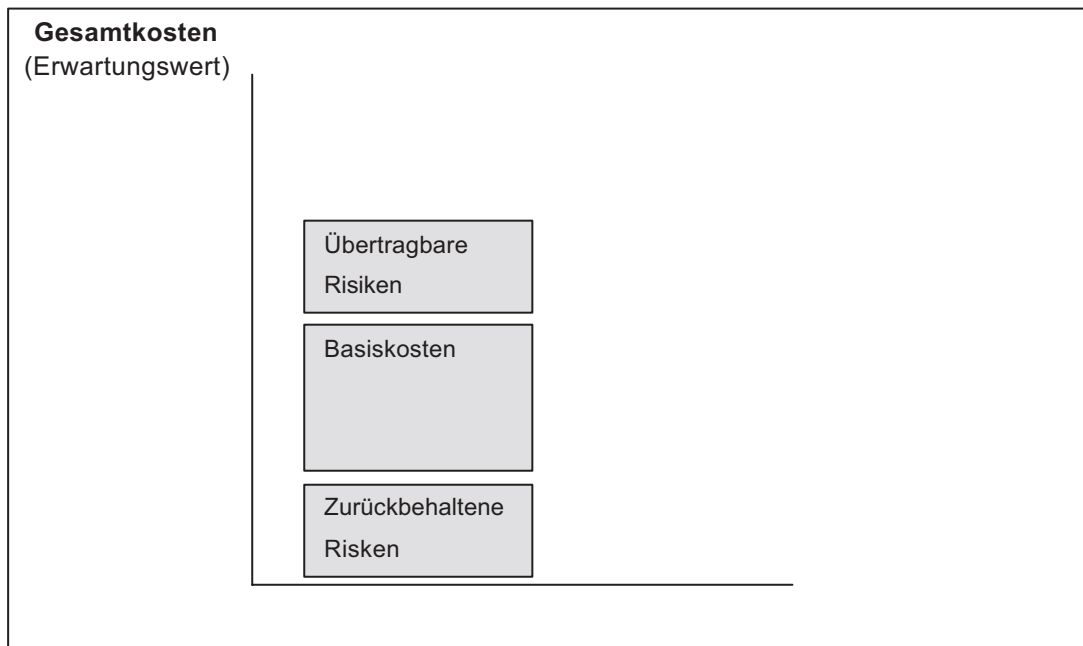 Gesamtkosten
(Erwartungswert)
Übertragbare
Risiken
Basiskosten
Zurückbehaltene
Risken